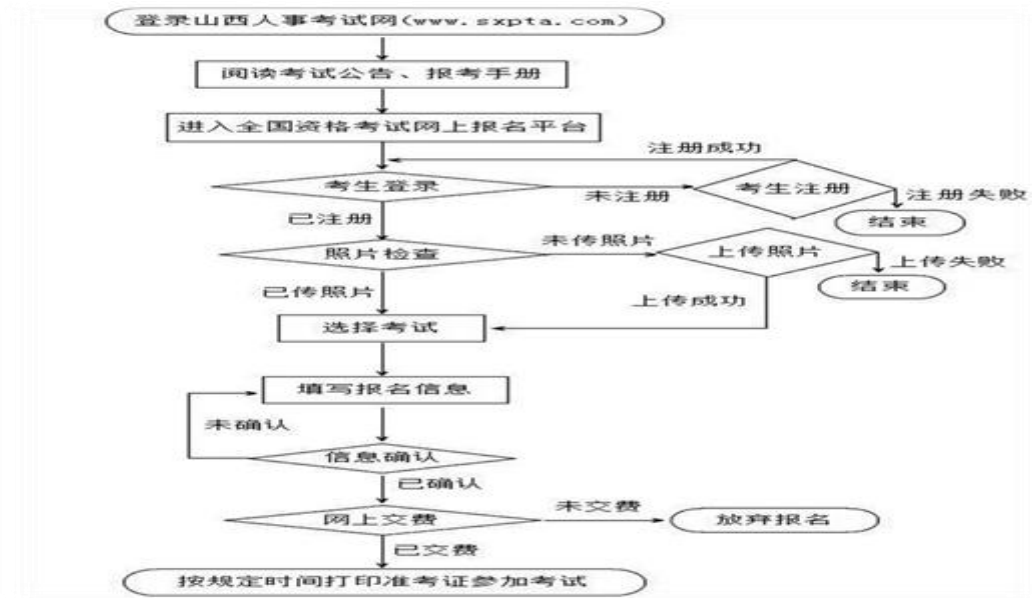 登录山西人事考试网(www.sxpta.com)
阅读考试公告、报考手册
进入全国资格考试网上报名平台
注册成功
考生登录
未注册
考生注册
注册失败
结束
已注册
照片检查
未传照片
上传照片
上传失败
结束
已传照片
上传成功
选择考试
填写报名信息
未确认
信息确认
已确认
网上交费
未交费
放弃报名
已交费
按规定时间打印准考证参加考试